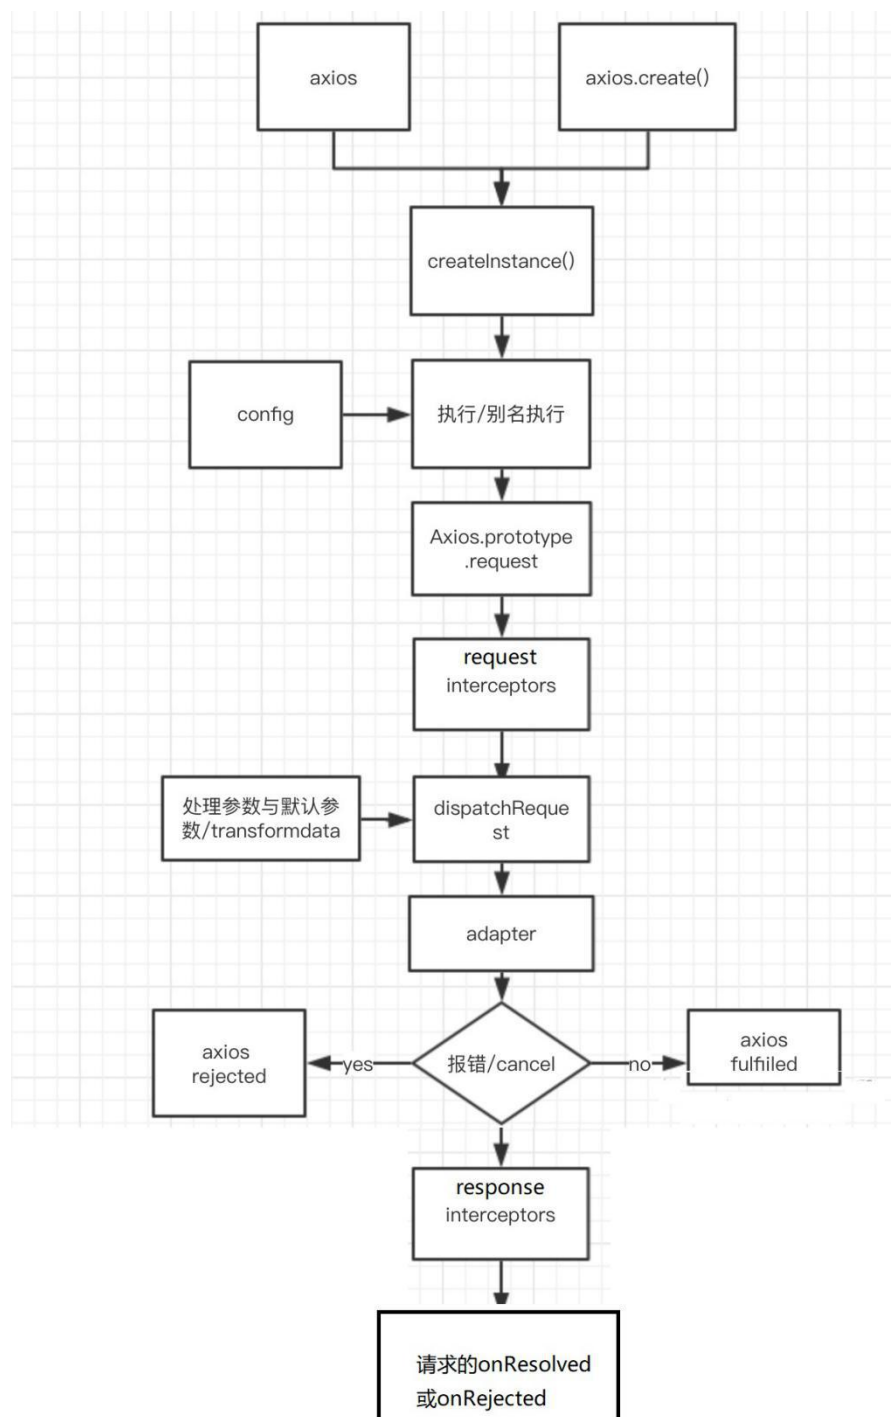 axios
axios.create()
createInstance()
config
执行/别名执行
Axios.prototype
.request
request
interceptors
处理参数与默认参
数/transformdata
dispatchReque
st
adapter
axios
rejected
yes
报错/cancel
no
axios
fulfiiled
response
interceptors
请求的onResolved
或onRejected